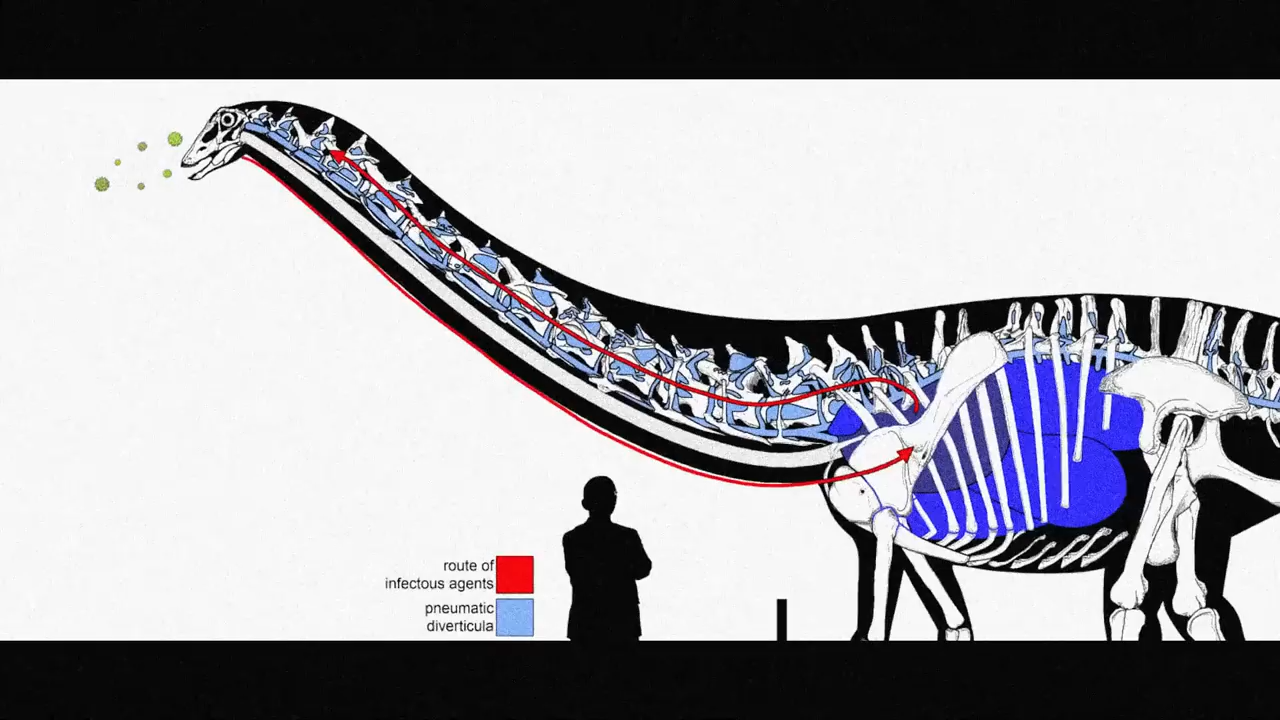 route of
infectous agents
pneumatic
diverticula